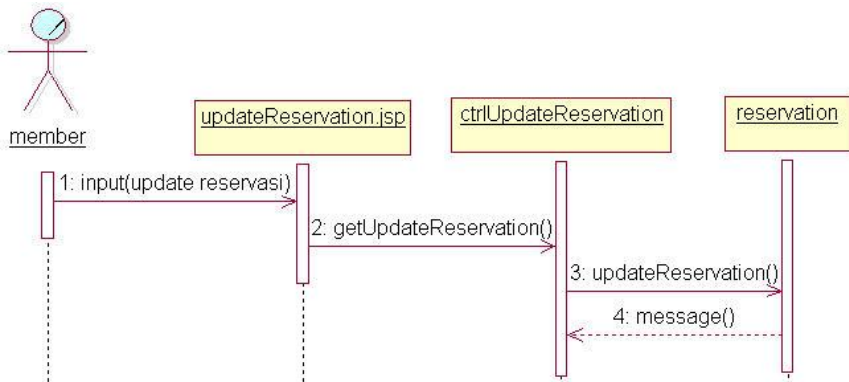 member
updateReservation.jsp
ctrlUpdateReservation
reservation
1: input(update reservasi)
2: getUpdateReservation()
3: updateReservation()
4: message()